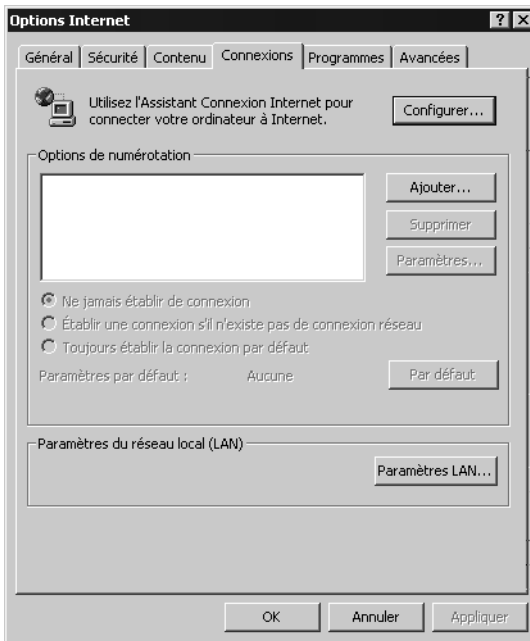 Options Internet
Général Sécurité Contenu Connexions Programmes Avancées
Utilisez l'Assistant Connexion Internet pour
connecter votre ordinateur à Internet.
Configurer...
Options de numérotation
Ajouter...
Supprimer
Paramètres...
Ne jamais établir de connexion
Établir une connexion s'il n'existe pas de connexion réseau
Toujours établir la connexion par défaut
Paramètres par défaut : Aucune Par défaut
Paramètres du réseau local (LAN)
Paramètres LAN...
OK Annuler Appliquer